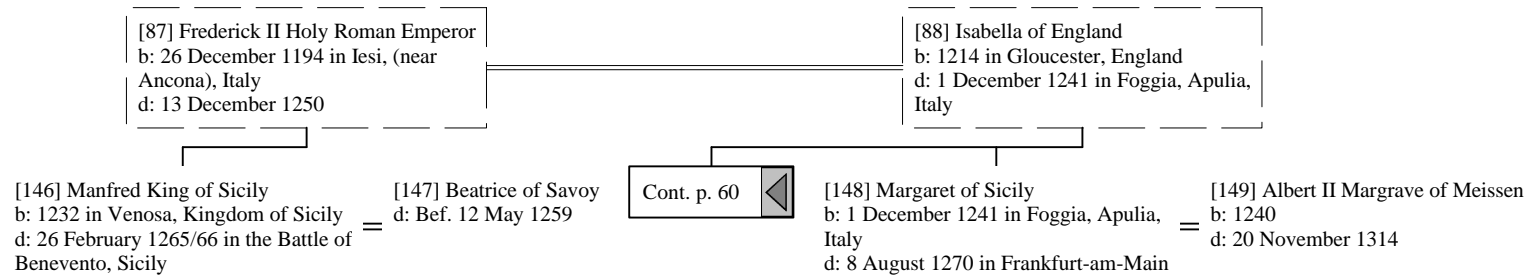 [87] Frederick II Holy Roman Emperor
b: 26 December 1194 in Iesi, (near
Ancona), Italy
d: 13 December 1250
[88] Isabella of England
b: 1214 in Gloucester, England
d: 1 December 1241 in Foggia, Apulia,
Italy
[146] Manfred King of Sicily
b: 1232 in Venosa, Kingdom of Sicily
d: 26 February 1265/66 in the Battle of
Benevento, Sicily
=
[147] Beatrice of Savoy
d: Bef. 12 May 1259
Cont. p. 60
[148] Margaret of Sicily
b: 1 December 1241 in Foggia, Apulia,
Italy
d: 8 August 1270 in Frankfurt-am-Main
=
[149] Albert II Margrave of Meissen
b: 1240
d: 20 November 1314